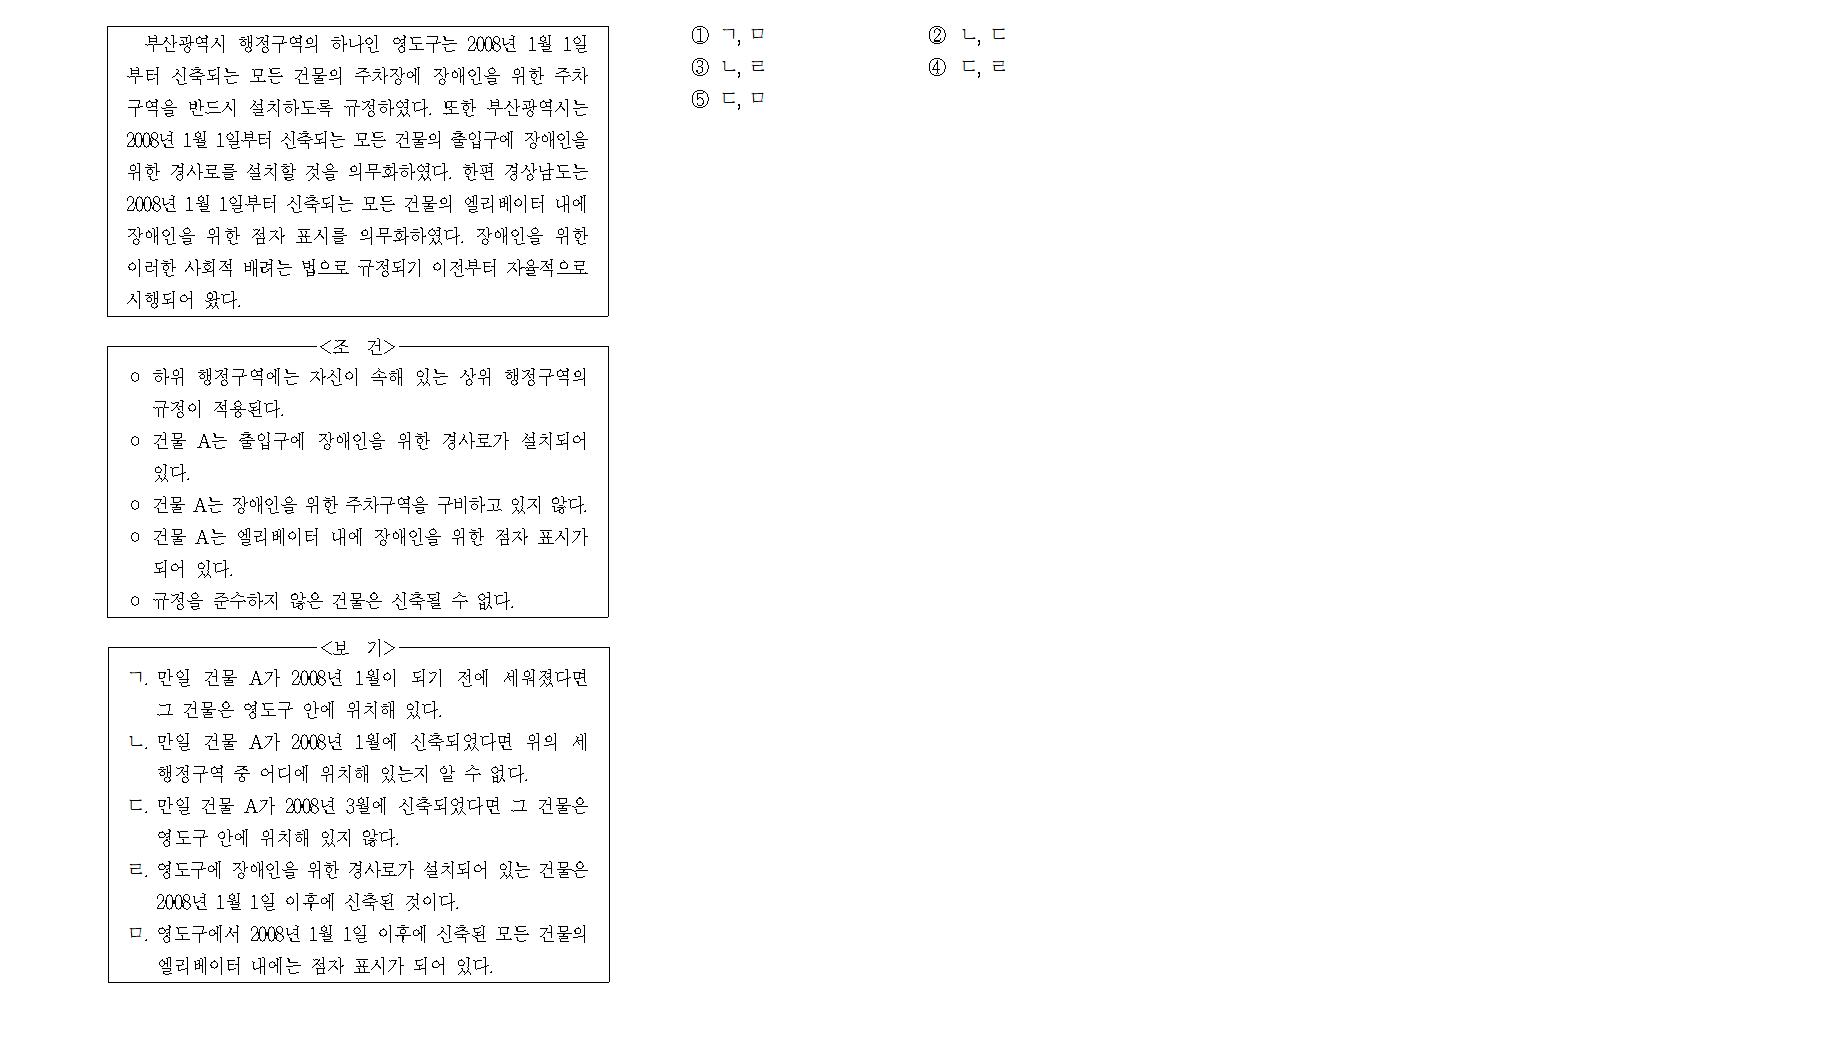 부산광역시 행정구역의 하나인 영도구는 2008년 1월 1일
부터 신축되는 모든 건물의 주차장에 장애인을 위한 주차
구역을 반드시 설치하도록 규정하였다. 또한 부산광역시는
2008년 1월 1일부터 신축되는 모든 건물의 출입구에 장애인을
위한 경사로를 설치할 것을 의무화하였다. 한편 경상남도는
2008년 1월 1일부터 신축되는 모든 건물의 엘리베이터 내에
장애인을 위한 점자 표시를 의무화하였다. 장애인을 위한
이러한 사회적 배려는 법으로 규정되기 이전부터 자율적으로
시행되어 왔다.
<조 건>
ㅇ 하위 행정구역에는 자신이 속해 있는 상위 행정구역의
규정이 적용된다.
ㅇ 건물 A는 출입구에 장애인을 위한 경사로가 설치되어
있다.
ㅇ 건물 A는 장애인을 위한 주차구역을 구비하고 있지 않다.
ㅇ 건물 A는 엘리베이터 내에 장애인을 위한 점자 표시가
되어 있다.
ㅇ 규정을 준수하지 않은 건물은 신축될 수 없다.
<보 기>
ㄱ. 만일 건물 A가 2008년 1월이 되기 전에 세워졌다면
그 건물은 영도구 안에 위치해 있다.
ㄴ. 만일 건물 A가 2008년 1월에 신축되었다면 위의 세
행정구역 중 어디에 위치해 있는지 알 수 없다.
ㄷ. 만일 건물 A가 2008년 3월에 신축되었다면 그 건물은
영도구 안에 위치해 있지 않다.
ㄹ. 영도구에 장애인을 위한 경사로가 설치되어 있는 건물은
2008년 1월 1일 이후에 신축된 것이다.
ㅁ. 영도구에서 2008년 1월 1일 이후에 신축된 모든 건물의
엘리베이터 내에는 점자 표시가 되어 있다.
① ㄱ, ㅁ ② ㄴ, ㄷ
③ ㄴ, ㄹ ④ ㄷ, ㄹ
⑤ ㄷ, ㅁ